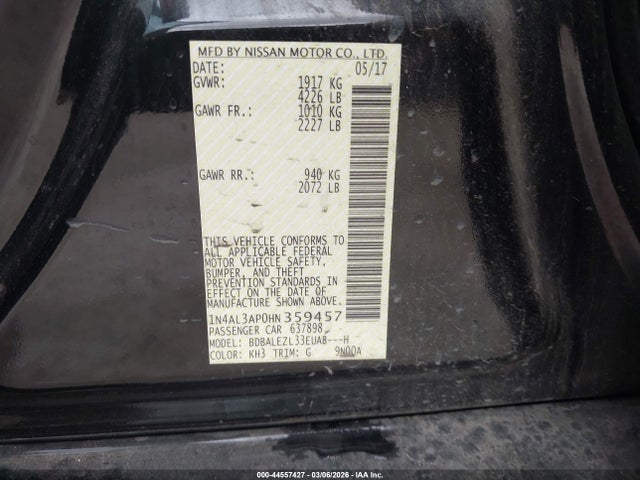 MFD BY NISSAN MOTOR CO., LTD.
DATE: 05/17
GVWR: 1917 KG
4226 LB
GAWR FR.: 1010 KG
2227 LB
GAWR RR.: 940 KG
2072 LB
THIS VEHICLE CONFORMS TO
ALL APPLICABLE FEDERAL
MOTOR VEHICLE SAFETY,
BUMPER, AND THEFT
PREVENTION STANDARDS IN
EFFECT ON THE DATE OF
MANUFACTURE SHOWN ABOVE.
1N4AL3AP0HN359457
PASSENGER CAR 637898
MODEL: BDBALEZL33EUAB---H
COLOR: KH3 TRIM: G 9N00A
000-44557427 | 03/06/2026 | IAA Inc.